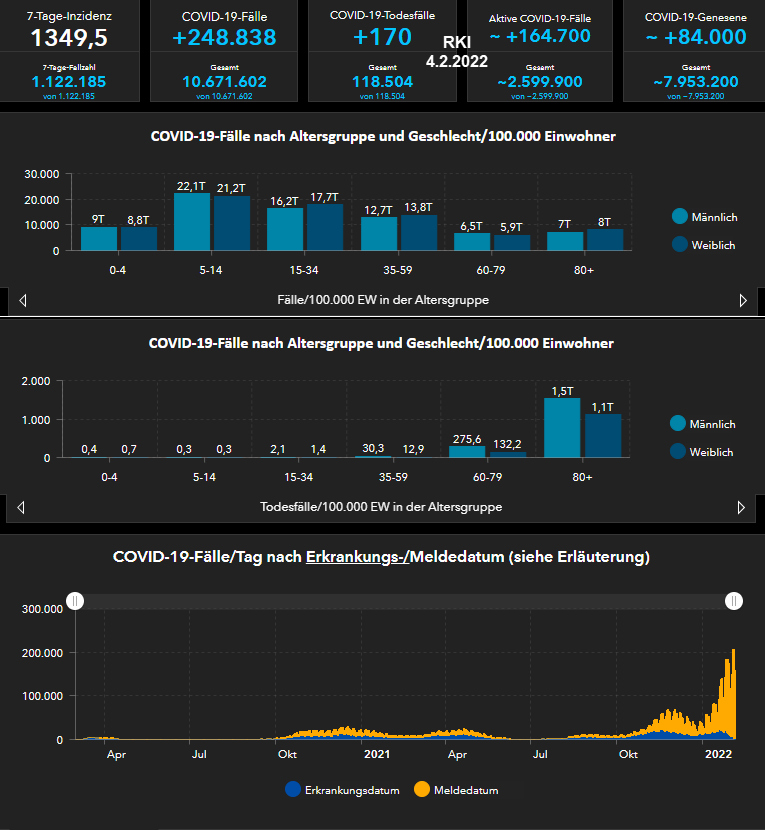 7-Tage-Inzidenz
1349,5
7-Tage-Fallzahl
1.122.185
von 1.122.185
COVID-19-Fälle
+248.838
Gesamt
10.671.602
von 10.671.602
COVID-19-Todesfälle
+170
Gesamt
118.504
von 118.504
RKI
4.2.2022
Aktive COVID-19-Fälle
~ +164.700
Gesamt
~2.599.900
von ~2.599.900
COVID-19-Genesene
~ +84.000
Gesamt
~7.953.200
von ~7.953.200
COVID-19-Fälle nach Altersgruppe und Geschlecht/100.000 Einwohner
30.000
20.000
10.000
0
9T 8,8T 22,1T 21,2T 16,2T 17,7T 12,7T 13,8T 6,5T 5,9T 7T 8T
0-4 5-14 15-34 35-59 60-79 80+
Männlich
Weiblich
Fälle/100.000 EW in der Altersgruppe
COVID-19-Fälle nach Altersgruppe und Geschlecht/100.000 Einwohner
2.000
1.000
0
0,4 0,7 0,3 0,3 2,1 1,4 30,3 12,9 275,6 132,2 1,5T 1,1T
0-4 5-14 15-34 35-59 60-79 80+
Männlich
Weiblich
Todesfälle/100.000 EW in der Altersgruppe
COVID-19-Fälle/Tag nach Erkrankungs-/Meldedatum (siehe Erläuterung)
300.000
200.000
100.000
0
Apr Jul Okt 2021 Apr Jul Okt 2022
Erkrankungsdatum Meldedatum